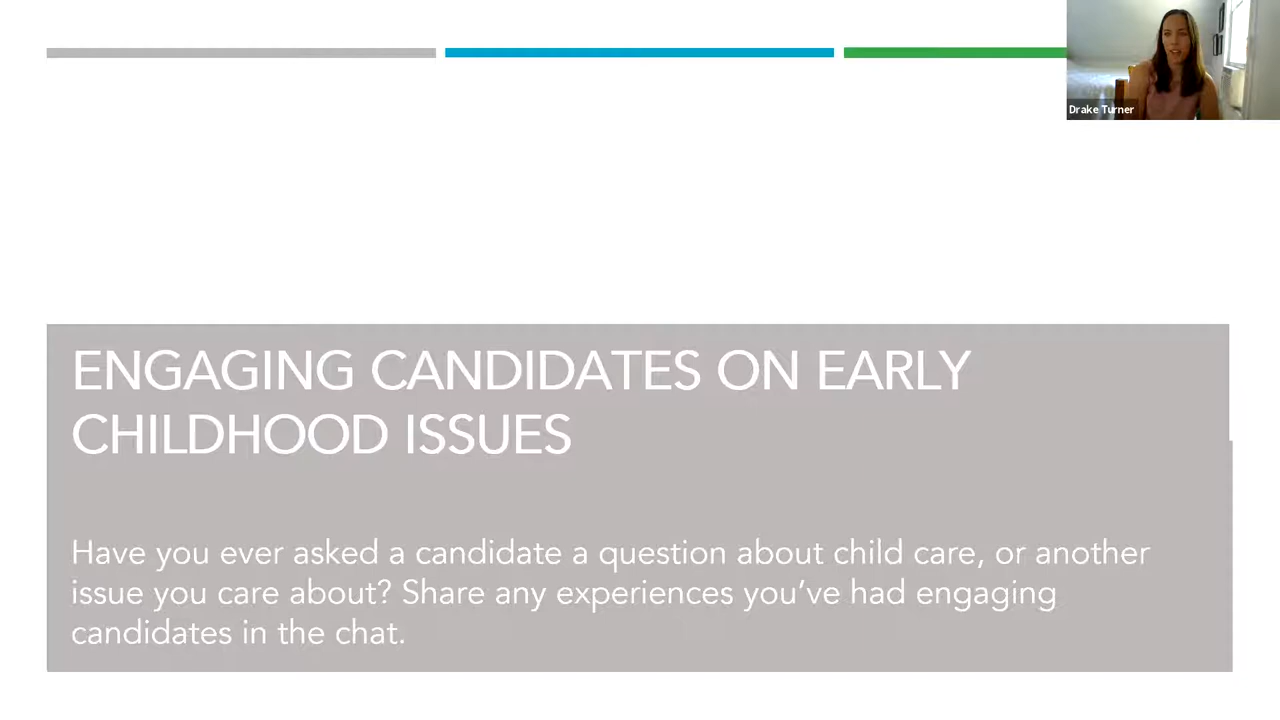 Drake Turner
ENGAGING CANDIDATES ON EARLY
CHILDHOOD ISSUES
Have you ever asked a candidate a question about child care, or another
issue you care about? Share any experiences you’ve had engaging
candidates in the chat.